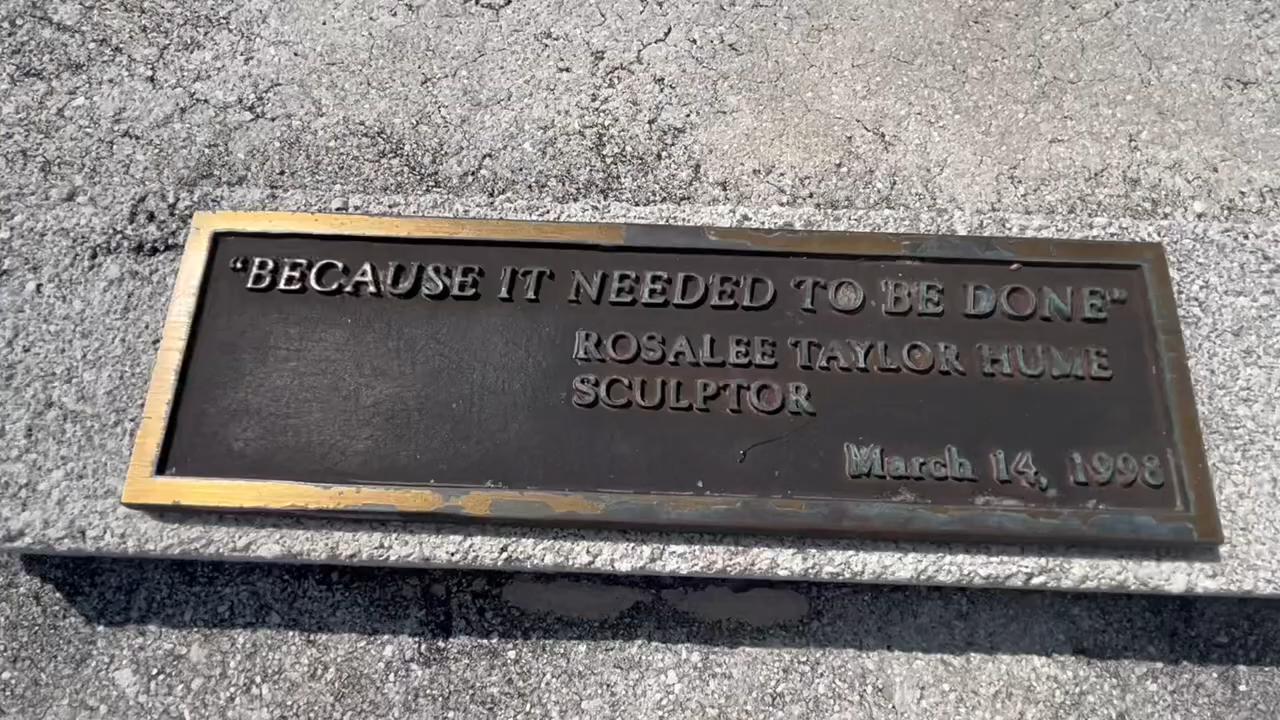 “BECAUSE IT NEEDED TO BE DONE”
ROSALEE TAYLOR HUME
SCULPTOR
March 14, 1998